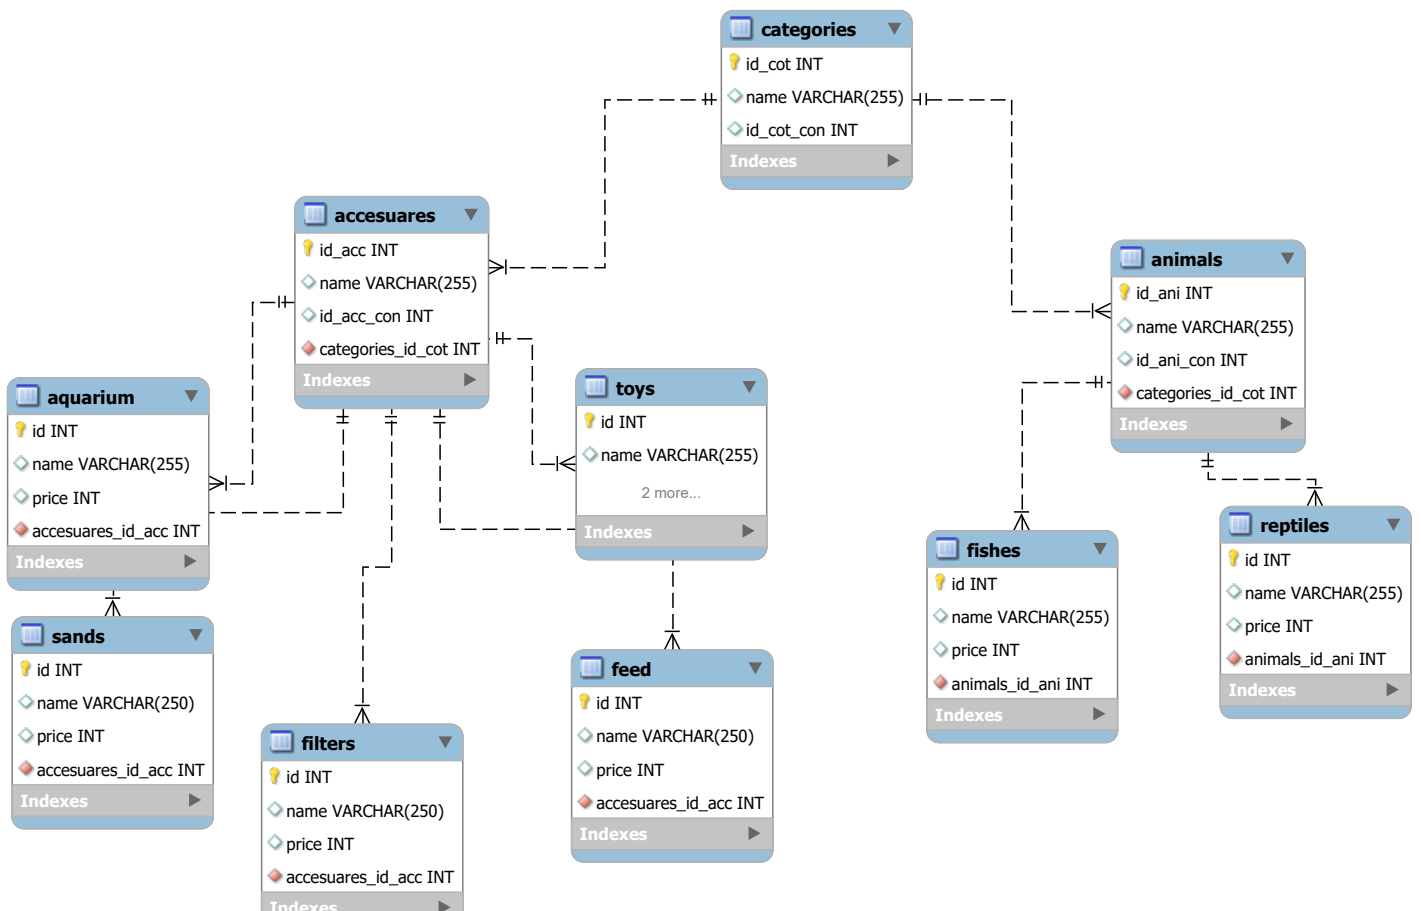 categories
id_cot INT
name VARCHAR(255)
id_cot_con INT
Indexes
accesuares
id_acc INT
name VARCHAR(255)
id_acc_con INT
categories_id_cot INT
Indexes
animals
id_ani INT
name VARCHAR(255)
id_ani_con INT
categories_id_cot INT
Indexes
aquarium
id INT
name VARCHAR(255)
price INT
accesuares_id_acc INT
Indexes
toys
id INT
name VARCHAR(255)
2 more...
Indexes
fishes
id INT
name VARCHAR(255)
price INT
animals_id_ani INT
Indexes
reptiles
id INT
name VARCHAR(255)
price INT
animals_id_ani INT
Indexes
sands
id INT
name VARCHAR(250)
price INT
accesuares_id_acc INT
Indexes
filters
id INT
name VARCHAR(250)
price INT
accesuares_id_acc INT
Indexes
feed
id INT
name VARCHAR(250)
price INT
accesuares_id_acc INT
Indexes